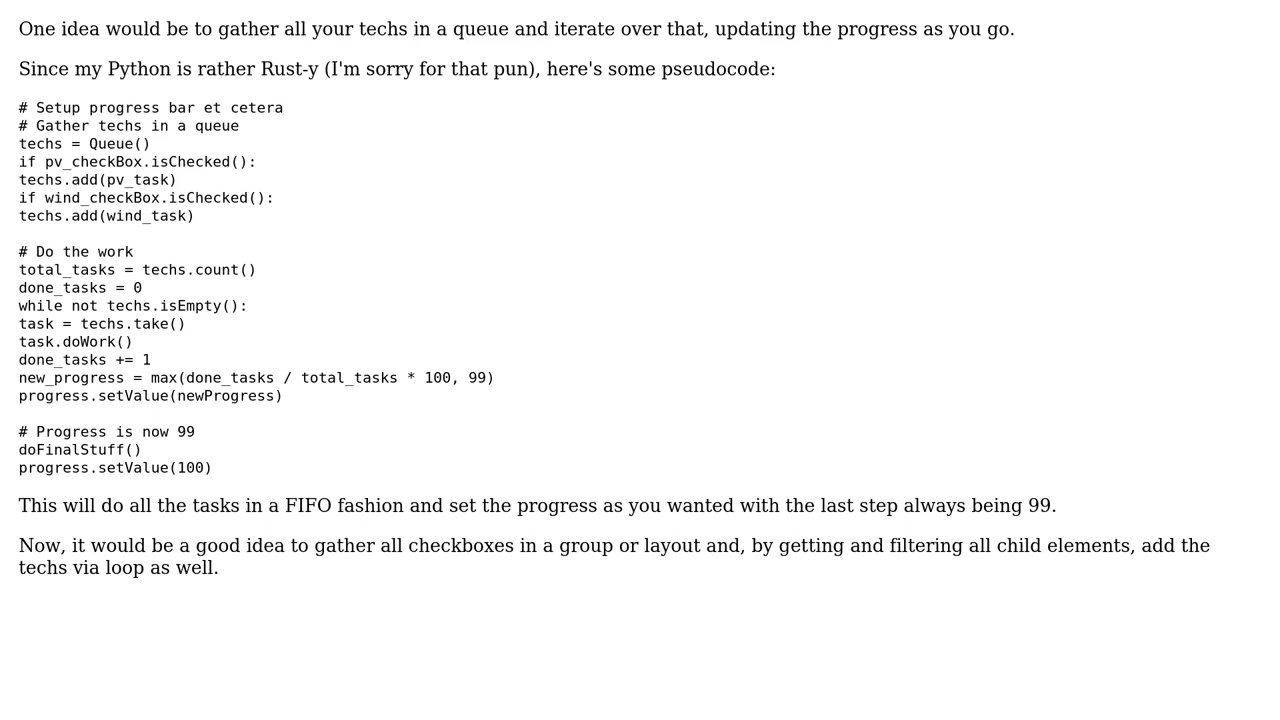 One idea would be to gather all your techs in a queue and iterate over that, updating the progress as you go.
Since my Python is rather Rust-y (I'm sorry for that pun), here's some pseudocode:
# Setup progress bar et cetera
# Gather techs in a queue
techs = Queue()
if pv_checkBox.isChecked():
techs.add(pv_task)
if wind_checkBox.isChecked():
techs.add(wind_task)
# Do the work
total_tasks = techs.count()
done_tasks = 0
while not techs.isEmpty():
task = techs.take()
task.doWork()
done_tasks += 1
new_progress = max(done_tasks / total_tasks * 100, 99)
progress.setValue(newProgress)
# Progress is now 99
doFinalStuff()
progress.setValue(100)
This will do all the tasks in a FIFO fashion and set the progress as you wanted with the last step always being 99.
Now, it would be a good idea to gather all checkboxes in a group or layout and, by getting and filtering all child elements, add the
techs via loop as well.